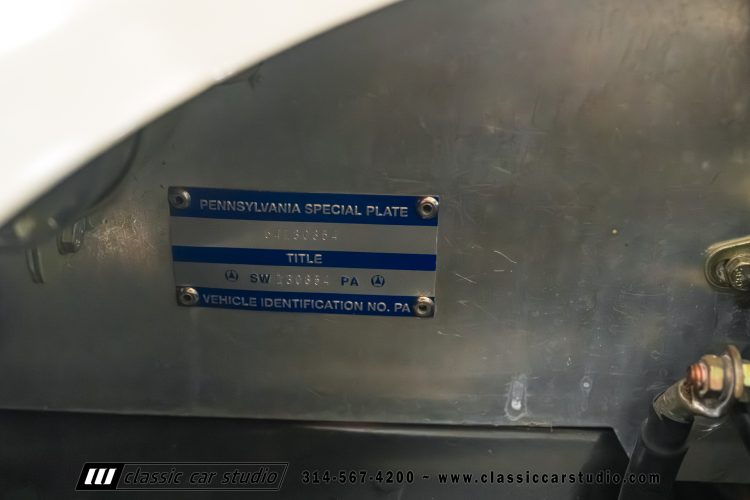 PENNSYLVANIA SPECIAL PLATE
TITLE
SW PA
VEHICLE IDENTIFICATION NO. PA
classic car studio 314-567-4200 ~ www.classiccarstudio.com